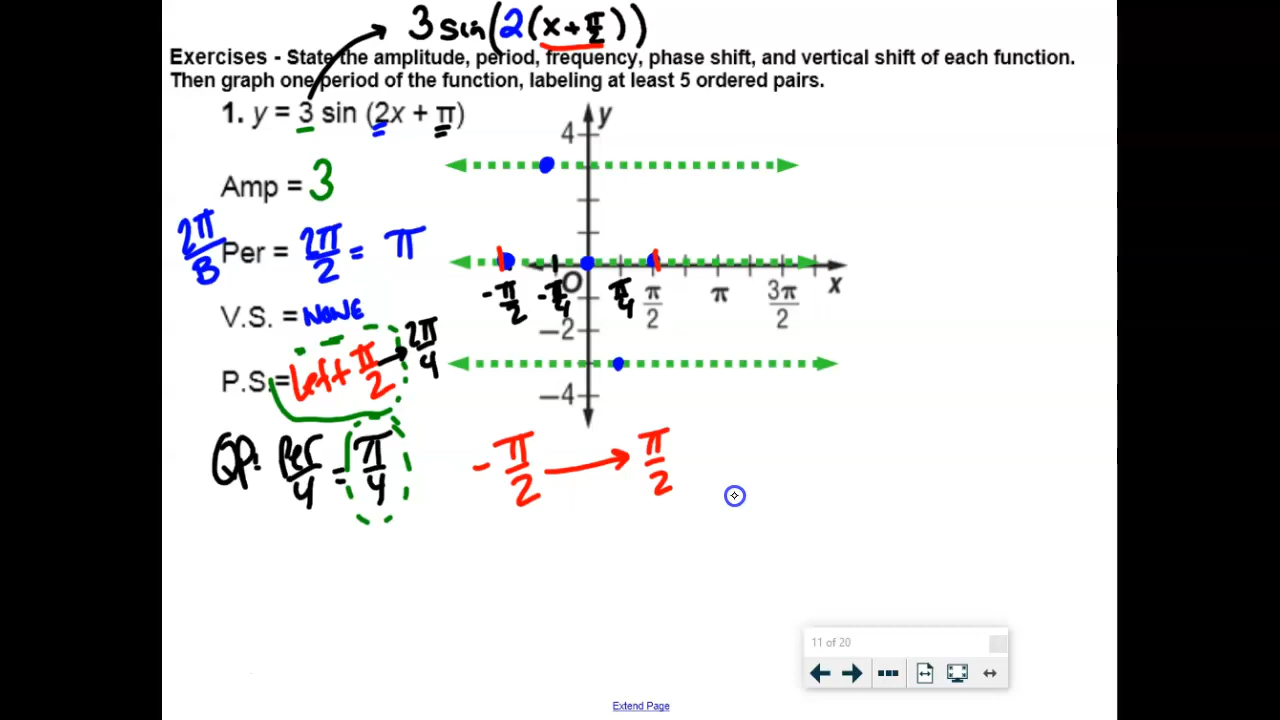 3 sin(2(x + π/2))
Exercises - State the amplitude, period, frequency, phase shift, and vertical shift of each function.
Then graph one period of the function, labeling at least 5 ordered pairs.
1. y = 3 sin (2x + π)
Amp = 3
2π/B Per = 2π/2 = π
V.S. = NONE
P.S. = Left π/2 → 2π/4
QP: Per/4 = π/4
y
4
-π/2 -π/4 O π/4 π/2 π 3π/2 x
−2
−4
-π/2 → π/2
11 of 20
Extend Page